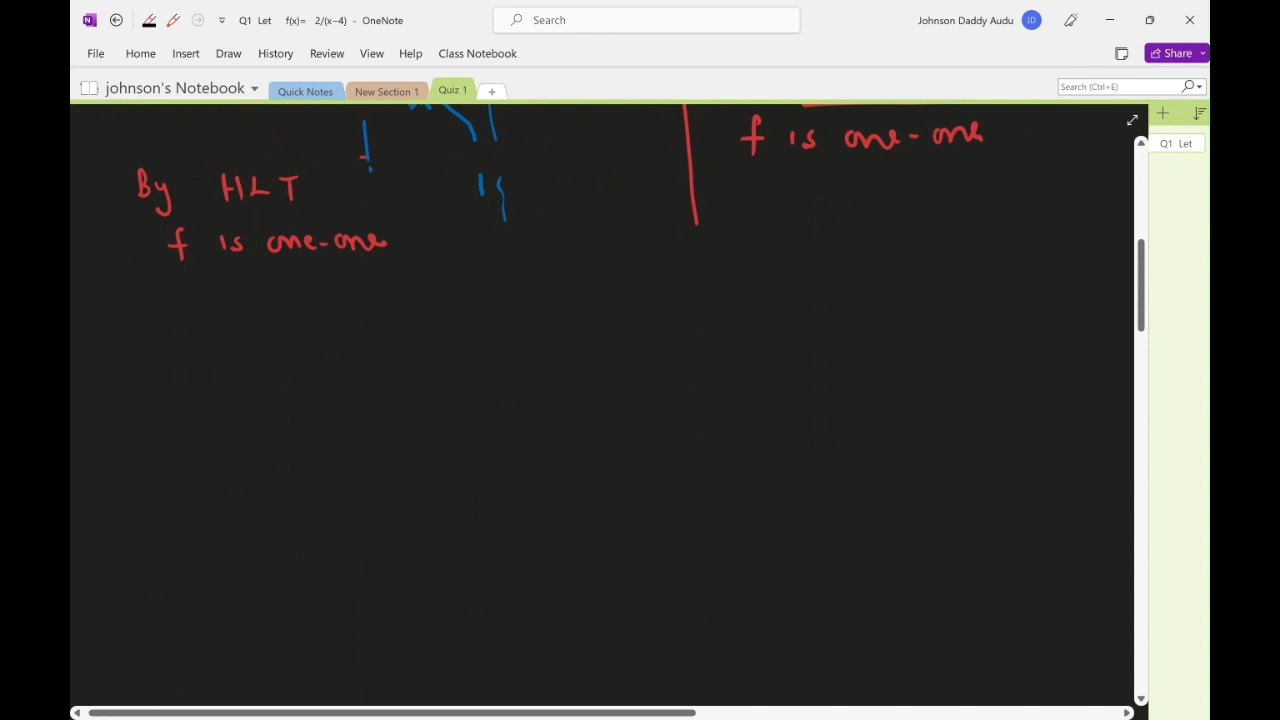 Q1 Let f(x)= 2/(x−4) - OneNote
Search
Johnson Daddy Audu
JD
File Home Insert Draw History Review View Help Class Notebook
Share
johnson's Notebook
Quick Notes
New Section 1
Quiz 1
+
Search (Ctrl+E)
Q1 Let
f is one-one
By HLT
f is one-one